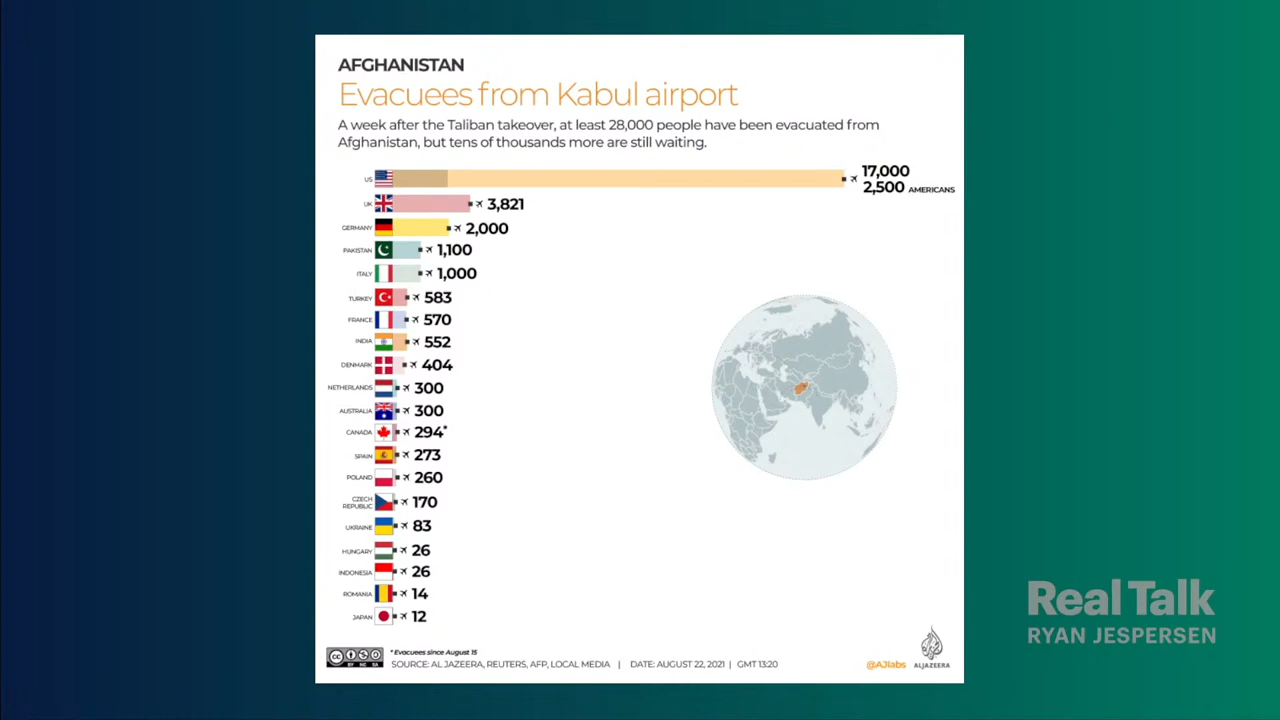 AFGHANISTAN
Evacuees from Kabul airport
A week after the Taliban takeover, at least 28,000 people have been evacuated from
Afghanistan, but tens of thousands more are still waiting.
US 17,000
2,500 AMERICANS
UK 3,821
GERMANY 2,000
PAKISTAN 1,100
ITALY 1,000
TURKEY 583
FRANCE 570
INDIA 552
DENMARK 404
NETHERLANDS 300
AUSTRALIA 300
CANADA 294*
SPAIN 273
POLAND 260
CZECH
REPUBLIC 170
UKRAINE 83
HUNGARY 26
INDONESIA 26
ROMANIA 14
JAPAN 12
* Evacuees since August 15
CC BY NC SA
SOURCE: AL JAZEERA, REUTERS, AFP, LOCAL MEDIA | DATE: AUGUST 22, 2021 | GMT 13:20
@AJlabs
ALJAZEERA
Real Talk
RYAN JESPERSEN